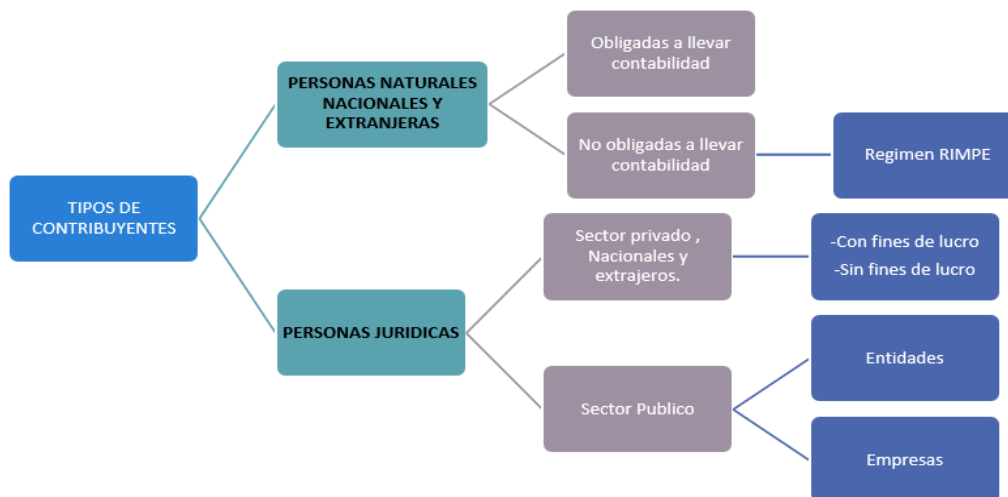 TIPOS DE
CONTRIBUYENTES
PERSONAS NATURALES
NACIONALES Y
EXTRANJERAS
Obligadas a llevar
contabilidad
No obligadas a llevar
contabilidad
Regimen RIMPE
PERSONAS JURIDICAS
Sector privado ,
Nacionales y
extrajeros.
-Con fines de lucro
-Sin fines de lucro
Sector Publico
Entidades
Empresas